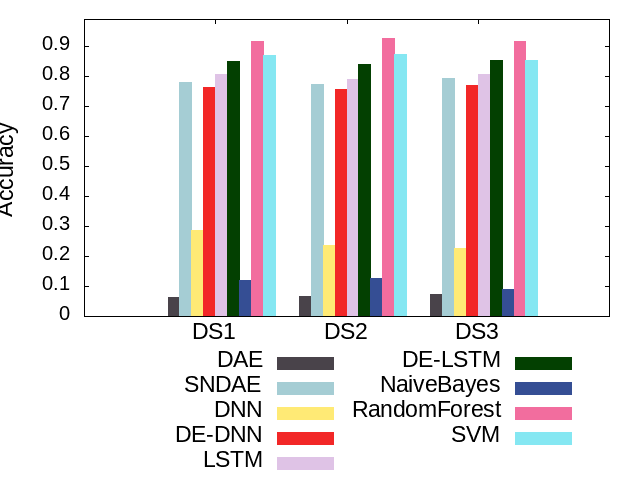 Accuracy
0.9
0.8
0.7
0.6
0.5
0.4
0.3
0.2
0.1
0
DS1 DS2 DS3
DAE
SNDAE
DNN
DE-DNN
LSTM
DE-LSTM
NaiveBayes
RandomForest
SVM